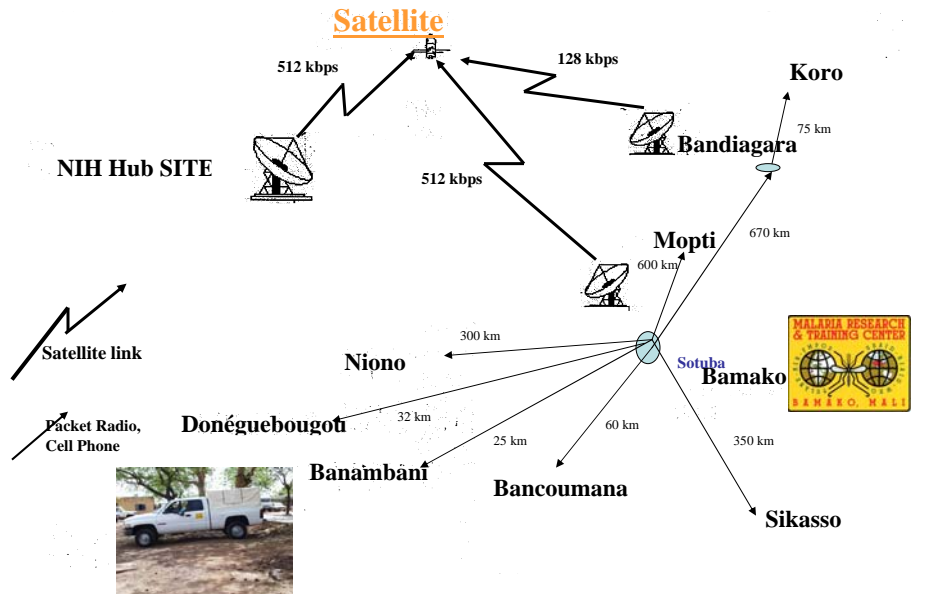 Satellite
512 kbps
128 kbps
Koro
75 km
Bandiagara
NIH Hub SITE
512 kbps
670 km
Mopti
600 km
300 km
Satellite link
Niono
Sotuba
Bamako
MALARIA RESEARCH
& TRAINING CENTER
BAMAKO, MALI
Packet Radio,
Cell Phone
Donéguebougou
32 km
25 km
60 km
350 km
Banambani
Bancoumana
Sikasso